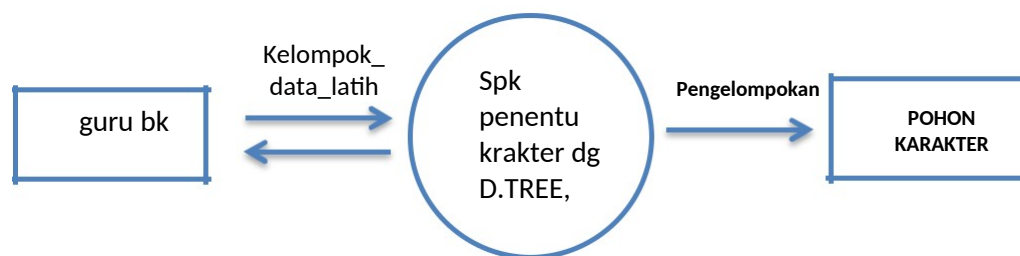 guru bk
Kelompok_
data_latih
Spk
penentu
krakter dg
D.TREE,
Pengelompokan
POHON
KARAKTER